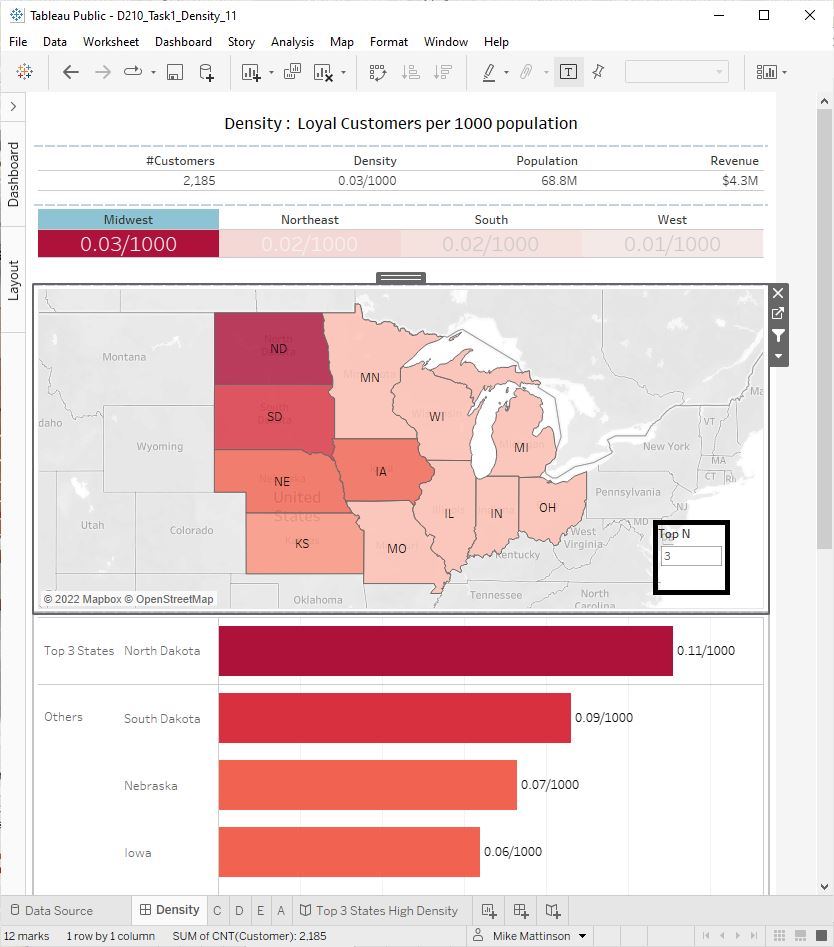 Tableau Public - D210_Task1_Density_11
File Data Worksheet Dashboard Story Analysis Map Format Window Help
Dashboard
Layout
Density : Loyal Customers per 1000 population
#Customers Density Population Revenue
2,185 0.03/1000 68.8M $4.3M
Midwest Northeast South West
0.03/1000 0.02/1000 0.02/1000 0.01/1000
North
ND
Montana
MN
South
SD
WI
VT
Wyoming
New York
MI
MA
IA
CT
NE
United
States
Pennsylvania
OH
NJ
IL
IN
Utah
MD
Colorado
West
Virginia
KS
MO
Kentucky
Top N
3
Oklahoma
Tennessee
North
Carolina
© 2022 Mapbox © OpenStreetMap
Top 3 States North Dakota 0.11/1000
Others South Dakota 0.09/1000
Nebraska 0.07/1000
Iowa 0.06/1000
Data Source Density C D E A Top 3 States High Density
12 marks 1 row by 1 column SUM of CNT(Customer): 2,185 Mike Mattinson